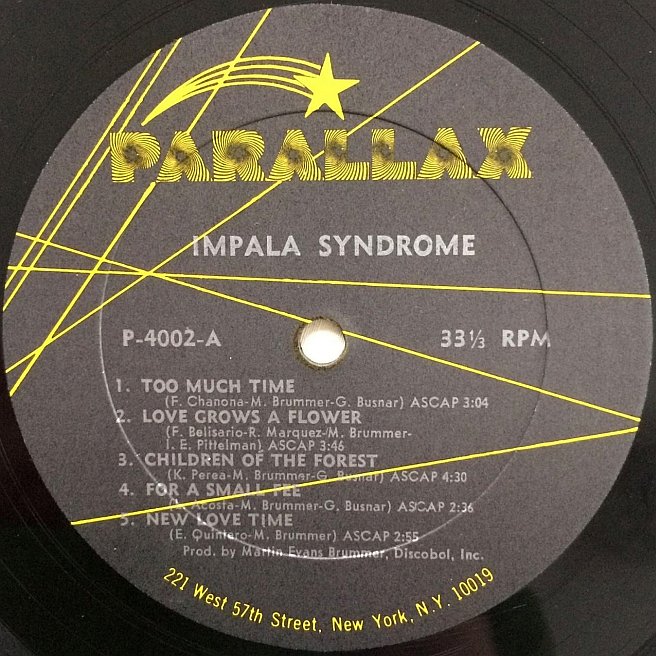 PARALLAX
IMPALA SYNDROME
P-4002-A 33 1/3 RPM
1. TOO MUCH TIME
(F. Chanona-M. Brummer-G. Busnar) ASCAP 3:04
2. LOVE GROWS A FLOWER
(F. Belisario-R. Marquez-M. Brummer-
I. E. Pittelman) ASCAP 3:46
3. CHILDREN OF THE FOREST
(K. Perea-M. Brummer-G. Busnar) ASCAP 4:30
4. FOR A SMALL FEE
Acosta-M. Brummer-G. Busnar) ASCAP 2:36
5. NEW LOVE TIME
(E. Quintero-M. Brummer) ASCAP 2:55
Prod. by Martin Evans Brummer, Discobol, Inc.
221 West 57th Street, New York, N.Y. 10019